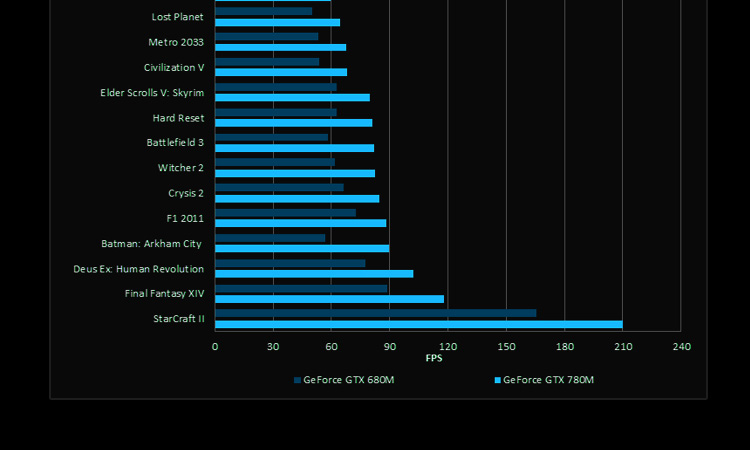 Lost Planet
Metro 2033
Civilization V
Elder Scrolls V: Skyrim
Hard Reset
Battlefield 3
Witcher 2
Crysis 2
F1 2011
Batman: Arkham City
Deus Ex: Human Revolution
Final Fantasy XIV
StarCraft II
0 30 60 90 120 150 180 210 240
FPS
GeForce GTX 680M GeForce GTX 780M